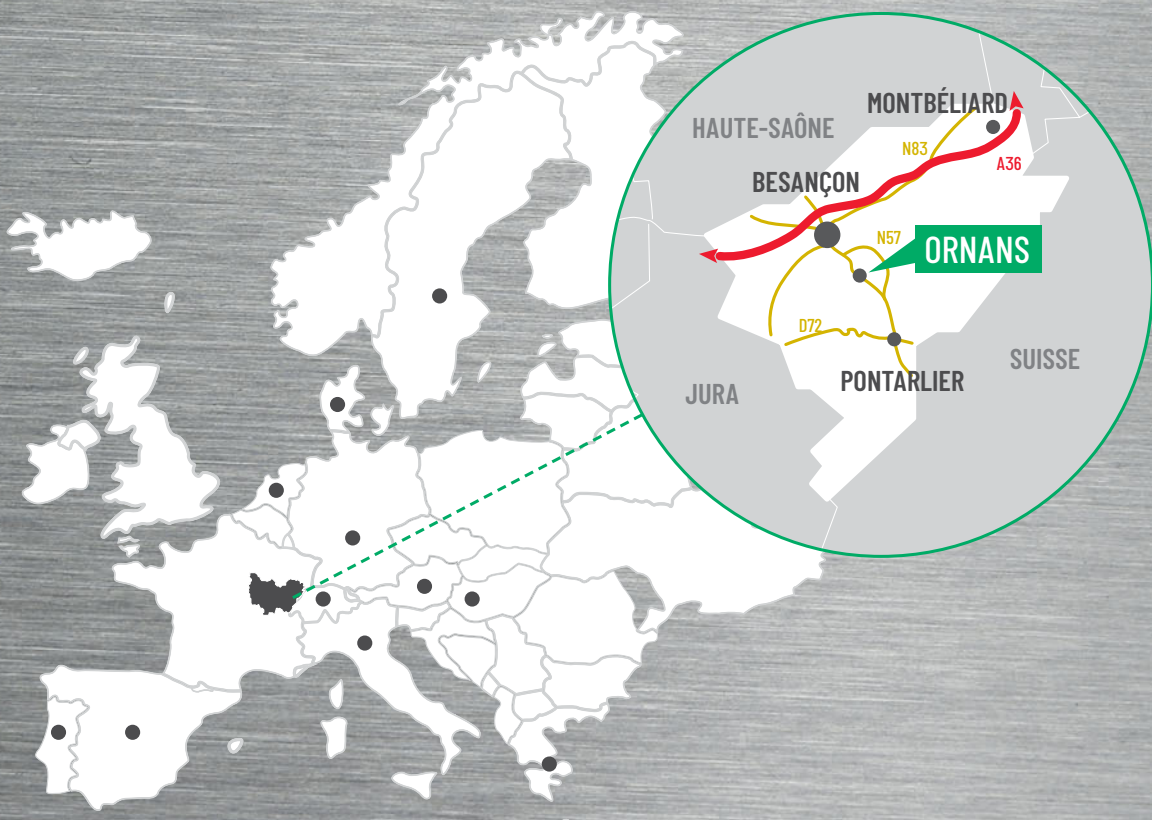 MONTBÉLIARD
HAUTE-SAÔNE
N83
A36
BESANÇON
N57
ORNANS
D72
SUISSE
PONTARLIER
JURA